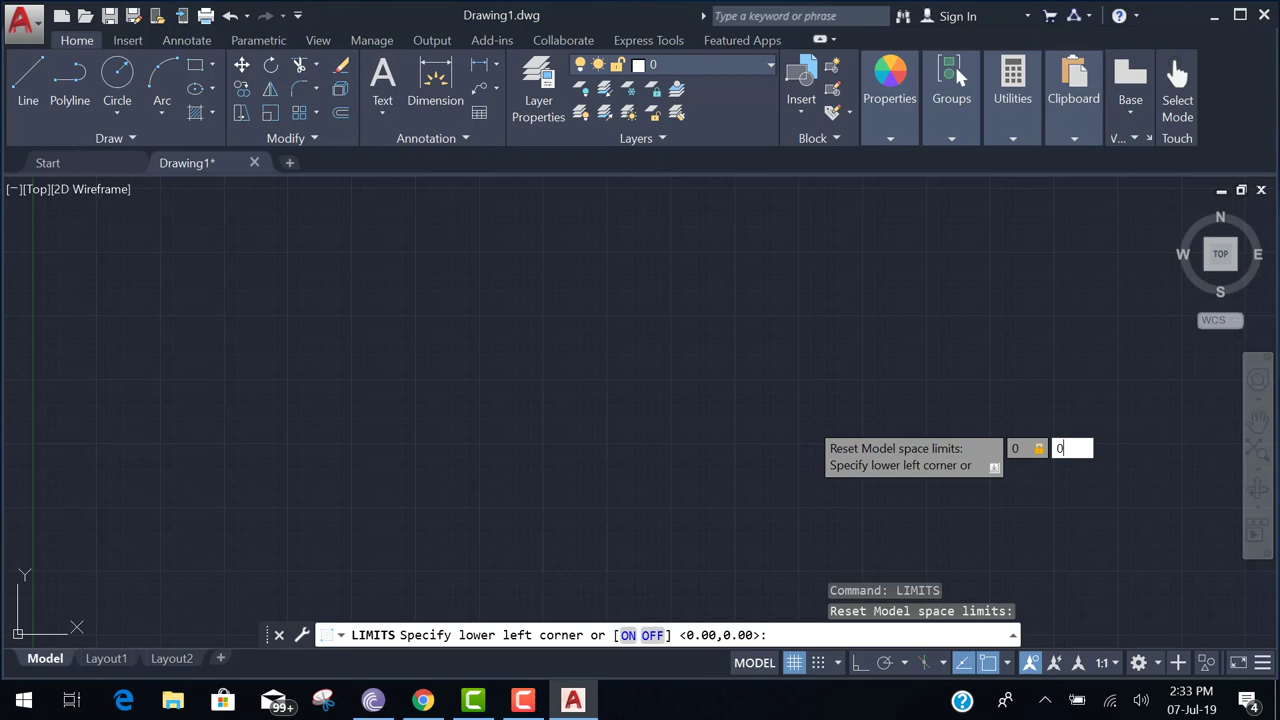 Drawing1.dwg
Type a keyword or phrase
Sign In
Home
Insert
Annotate
Parametric
View
Manage
Output
Add-ins
Collaborate
Express Tools
Featured Apps
Line
Polyline
Circle
Arc
Text
Dimension
Layer
Properties
0
Insert
Properties
Groups
Utilities
Clipboard
Base
Select
Mode
Draw
Modify
Annotation
Layers
Block
V...
Touch
Start
Drawing1*
[−][Top][2D Wireframe]
N
W
TOP
E
S
WCS
Reset Model space limits:
Specify lower left corner or
0
0
Y
X
Command: LIMITS
Reset Model space limits:
LIMITS Specify lower left corner or [ON OFF] <0.00,0.00>:
Model
Layout1
Layout2
MODEL
1:1
99+
2:33 PM
07-Jul-19
4